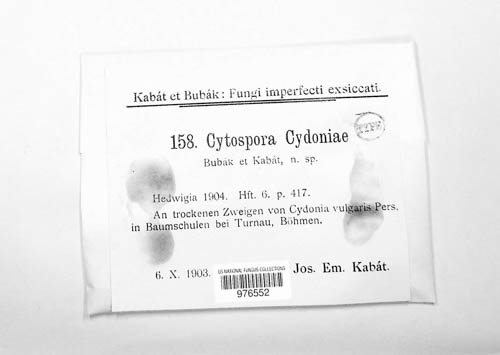 Kabát et Bubák: Fungi imperfecti exsiccati.
158. Cytospora Cydoniae
TYPE
Bubák et Kabát, n. sp.
Hedwigia 1904. Hft. 6. p. 417.
An trockenen Zweigen von Cydonia vulgaris Pers.
in Baumschulen bei Turnau, Böhmen.
6. X. 1903.
US NATIONAL FUNGUS COLLECTIONS
976552
Jos. Em. Kabát.